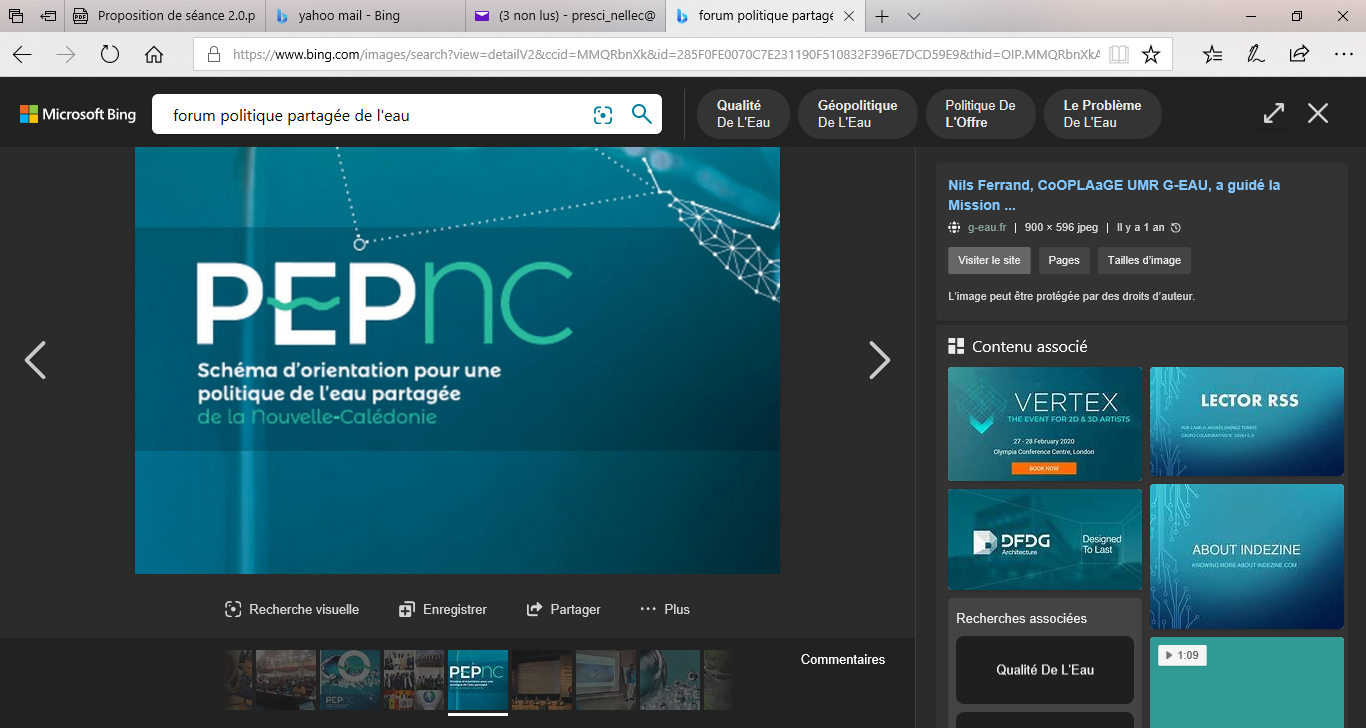 Proposition de séance 2.0.p
yahoo mail - Bing
(3 non lus) - presci_nellec@
forum politique partagée
https://www.bing.com/images/search?view=detailV2&ccid=MMQRbnXk&id=285F0FE0070C7E231190F510832F396E7DCD59E9&thid=OIP.MMQRbnXkA
Microsoft Bing
forum politique partagée de l'eau
Qualité
De L'Eau
Géopolitique
De L'Eau
Politique De
L'Offre
Le Problème
De L'Eau
PEPNC
Schéma d'orientation pour une
politique de l'eau partagée
de la Nouvelle-Calédonie
Recherche visuelle
Enregistrer
Partager
Plus
Commentaires
Nils Ferrand, CoOPLAaGE UMR G-EAU, a guidé la
Mission ...
g-eau.fr | 900 × 596 jpeg | Il y a 1 an
Visiter le site
Pages
Tailles d'image
L'image peut être protégée par des droits d'auteur.
Contenu associé
VERTEX
THE EVENT FOR 2D & 3D ARTISTS
27 - 28 February 2020
Olympia Conference Centre, London
BOOK NOW
LECTOR RSS
DFDG
Architecture
Designed
To Last
ABOUT INDEZINE
KNOWING MORE ABOUT INDEZINE.COM
Recherches associées
Qualité De L'Eau
1:09
PEPNC
PEPNC